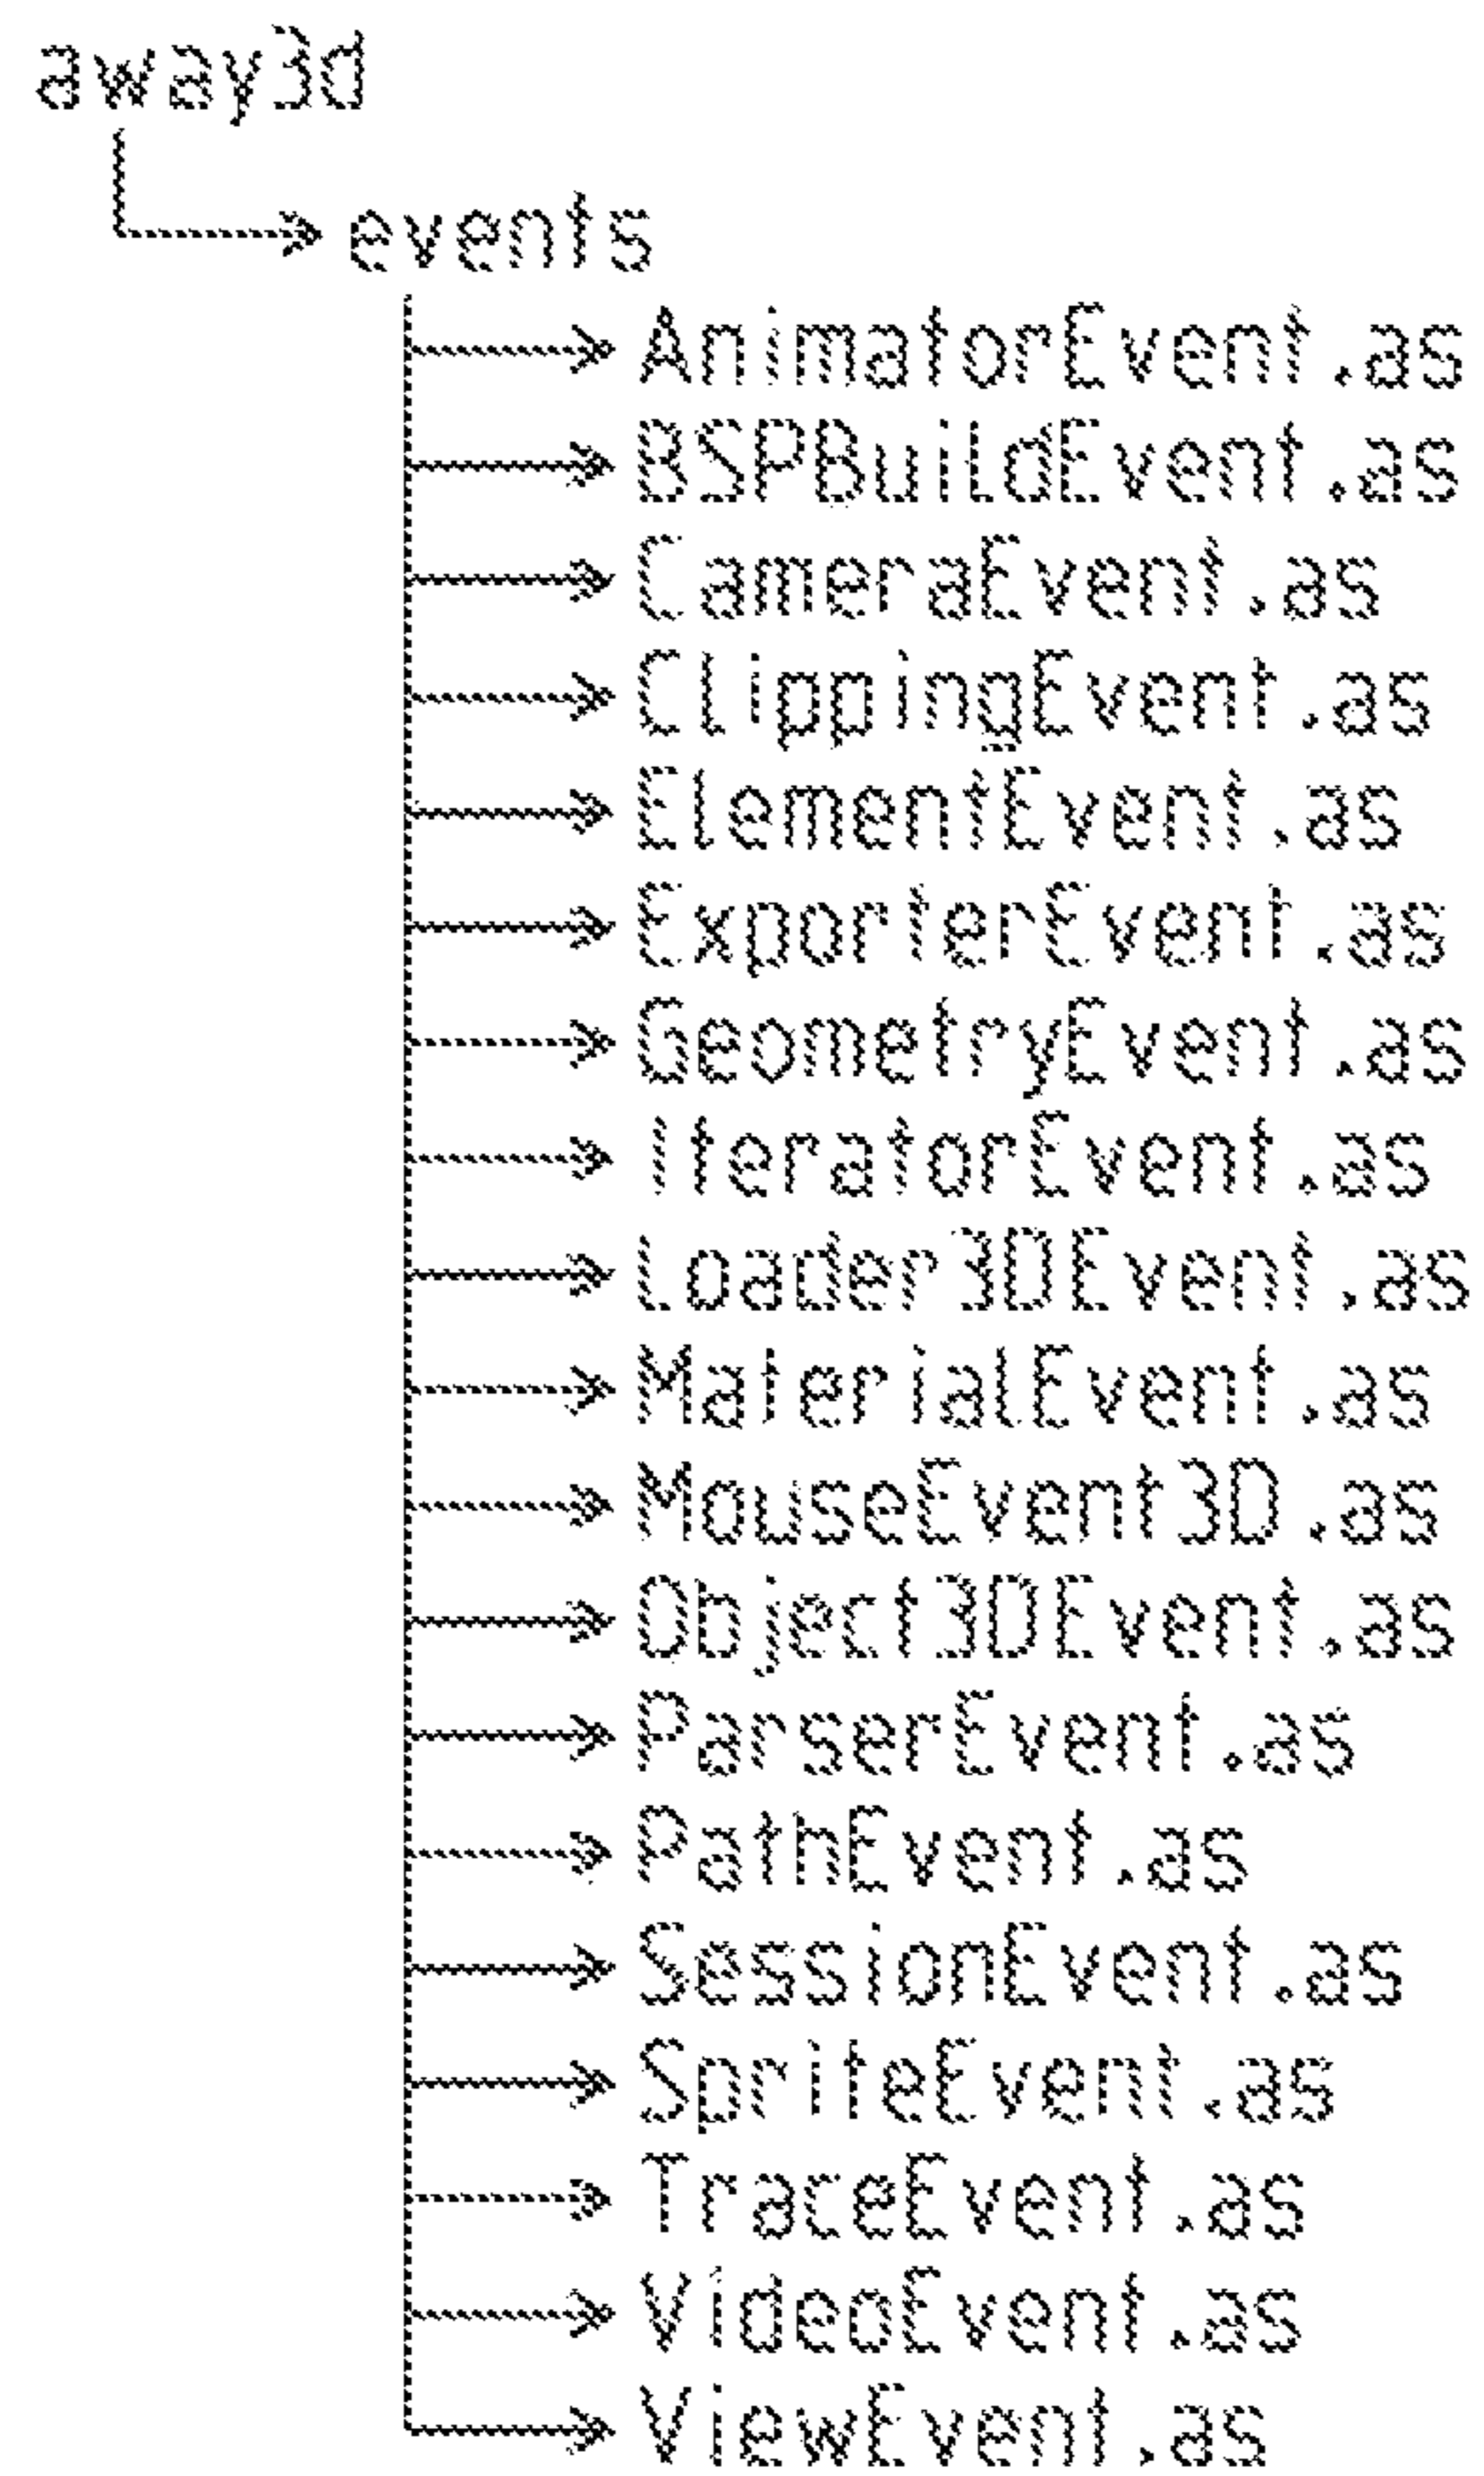 away3d
events
AnimatorEvent.as
BSPBuildEvent.as
CameraEvent.as
ClippingEvent.as
ElementEvent.as
ExporterEvent.as
GeometryEvent.as
IteratorEvent.as
Loader3DEvent.as
MaterialEvent.as
MouseEvent3D.as
Object3DEvent.as
ParserEvent.as
PathEvent.as
SessionEvent.as
SpriteEvent.as
TraceEvent.as
VideoEvent.as
ViewEvent.as